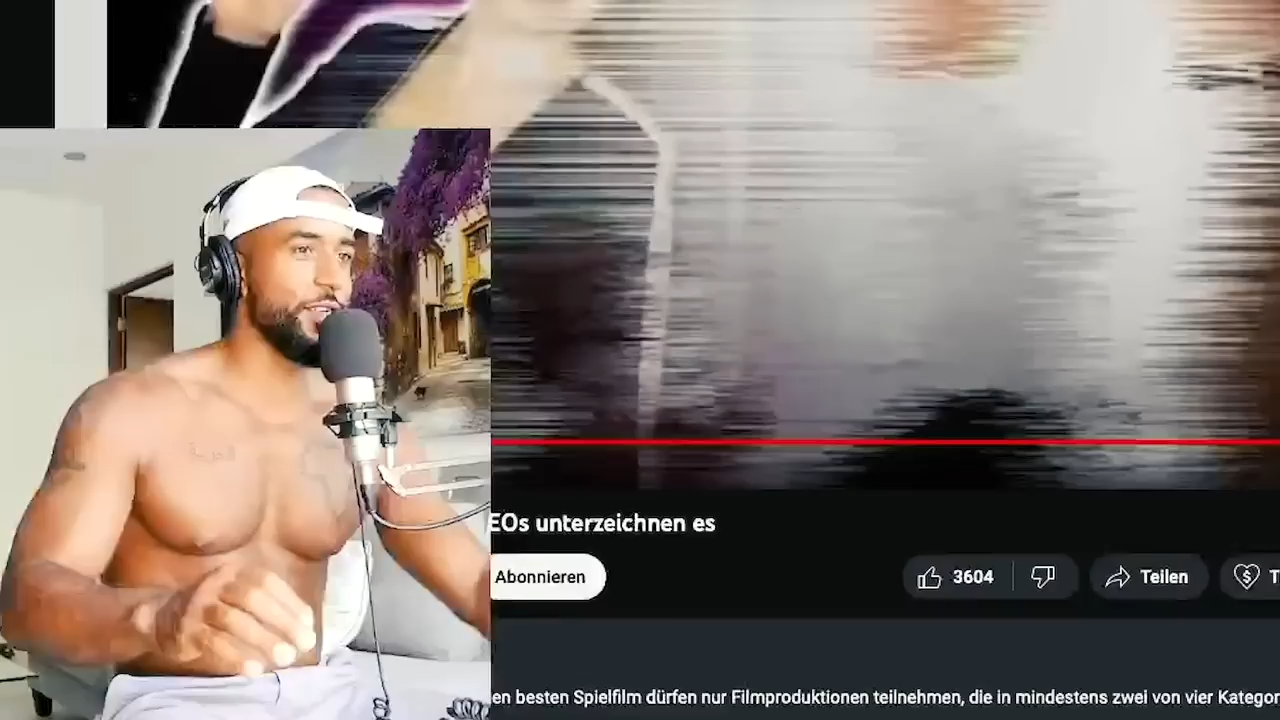 EOs unterzeichnen es
Abonnieren
3604
Teilen
T
en besten Spielfilm dürfen nur Filmproduktionen teilnehmen, die in mindestens zwei von vier Kategor